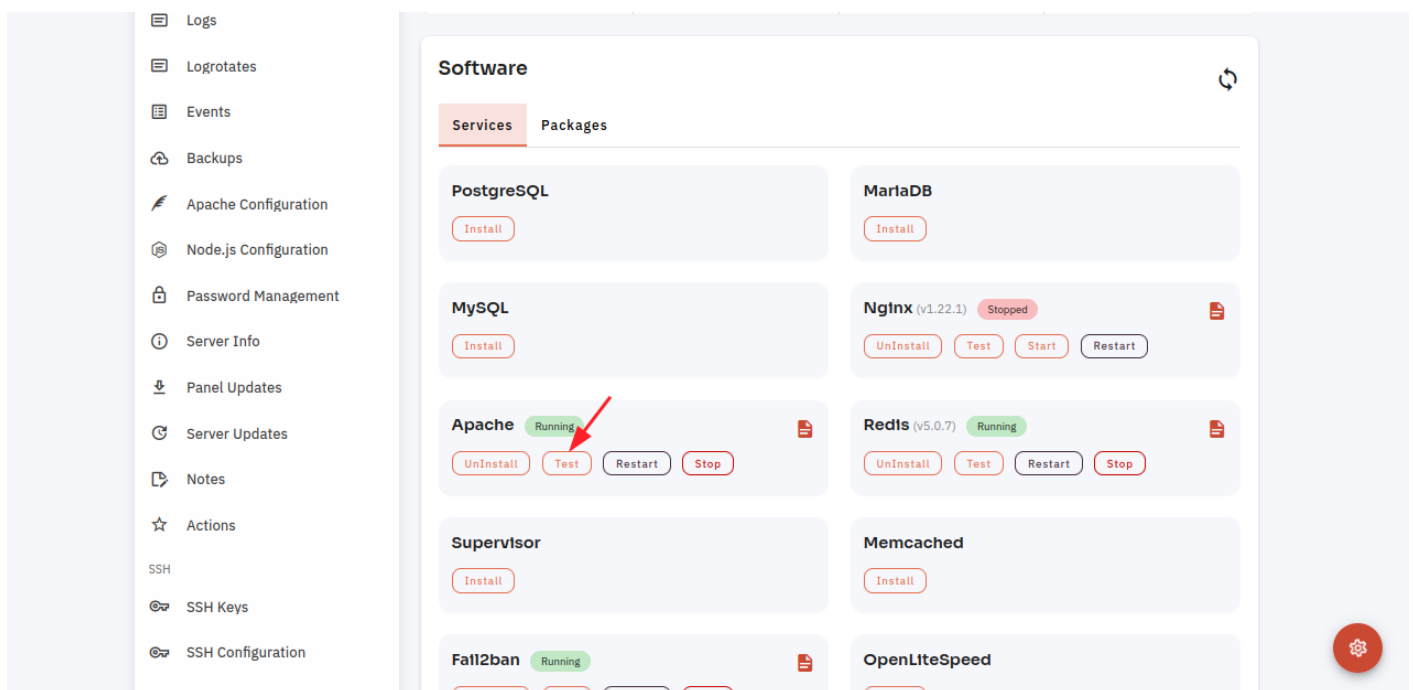 Logs
Logrotates
Events
Backups
Apache Configuration
Node.js Configuration
Password Management
Server Info
Panel Updates
Server Updates
Notes
Actions
SSH
SSH Keys
SSH Configuration
Software
Services Packages
PostgreSQL
Install
MariaDB
Install
MySQL
Install
Nginx (v1.22.1) Stopped
UnInstall Test Start Restart
Apache Running
UnInstall Test Restart Stop
Redis (v5.0.7) Running
UnInstall Test Restart Stop
Supervisor
Install
Memcached
Install
Fail2ban Running
OpenLiteSpeed